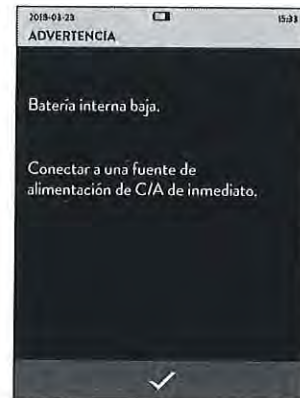 2018-03-23 15:33
ADVERTENCIA
Batería interna baja.
Conectar a una fuente de
alimentación de C/A de inmediato.